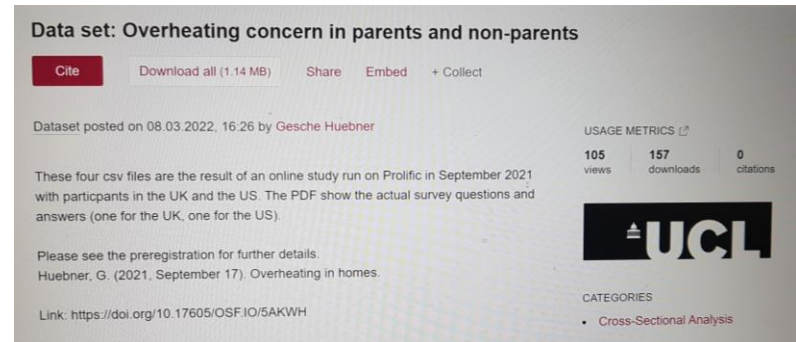 Data set: Overheating concern in parents and non-parents
Cite
Download all (1.14 MB)
Share
Embed
+ Collect
Dataset posted on 08.03.2022, 16:26 by Gesche Huebner
These four csv files are the result of an online study run on Prolific in September 2021
with particpants in the UK and the US. The PDF show the actual survey questions and
answers (one for the UK, one for the US).
Please see the preregistration for further details.
Huebner, G. (2021, September 17). Overheating in homes.
Link: https://doi.org/10.17605/OSF.IO/5AKWH
USAGE METRICS
105 157 0
views downloads citations
UCL
CATEGORIES
• Cross-Sectional Analysis